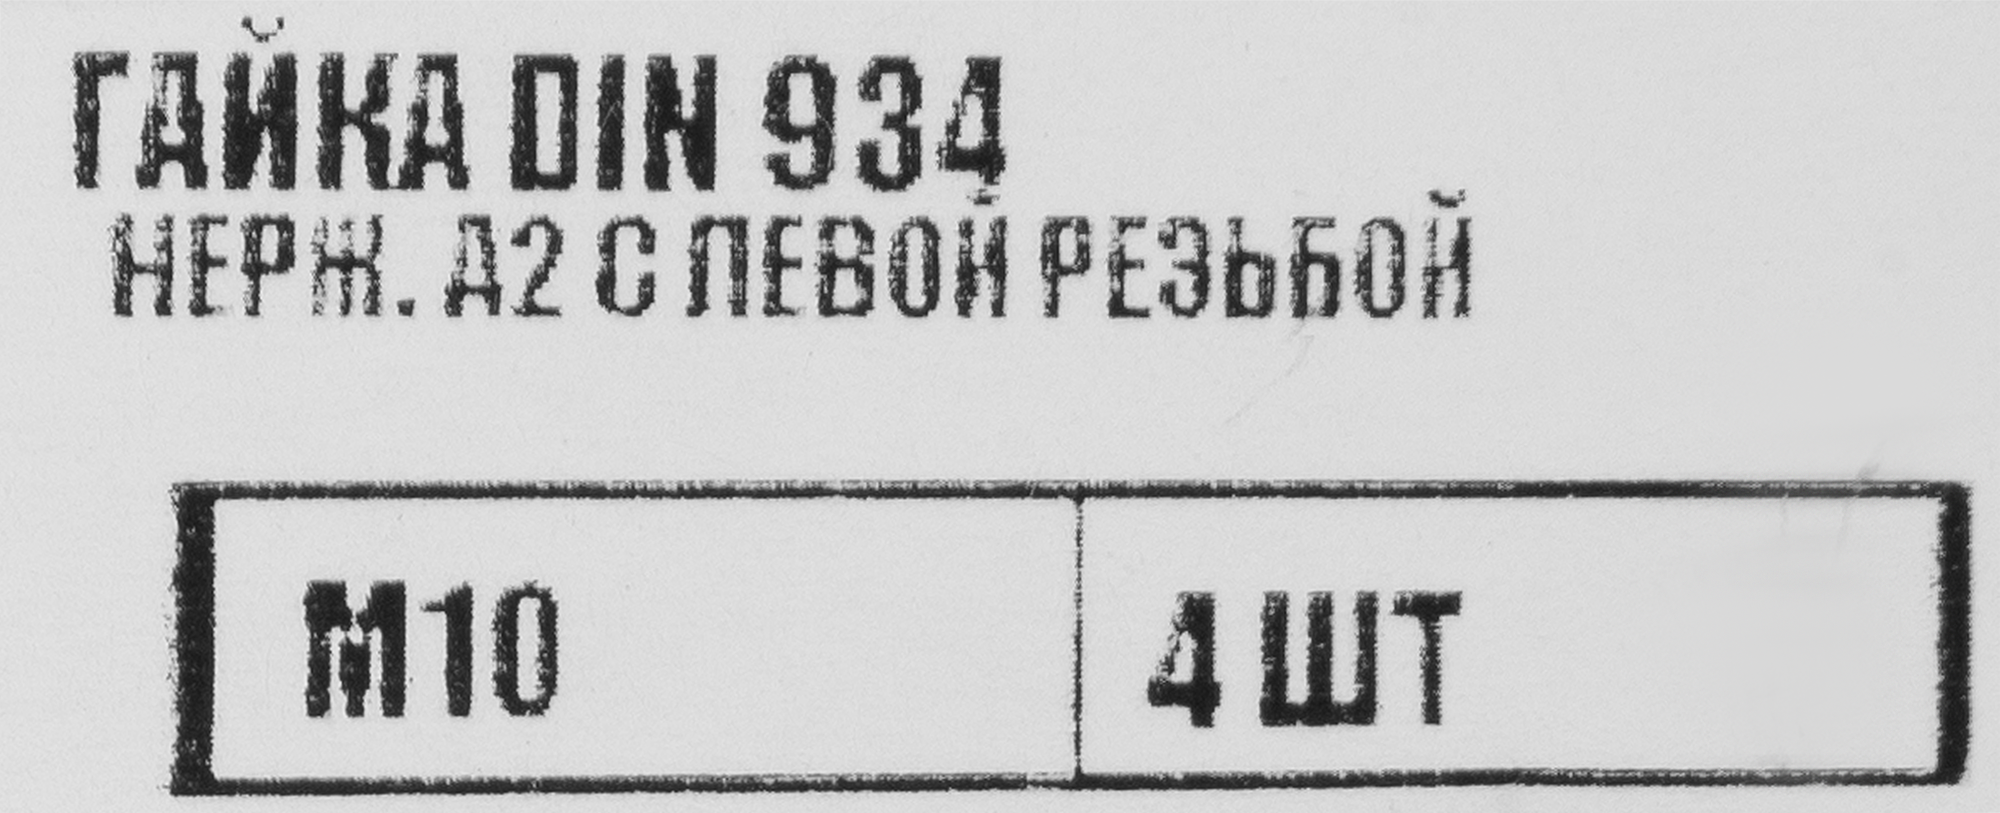 ГАЙКА DIN 934
НЕРЖ. А2 С ЛЕВОЙ РЕЗЬБОЙ
М10
4 ШТ